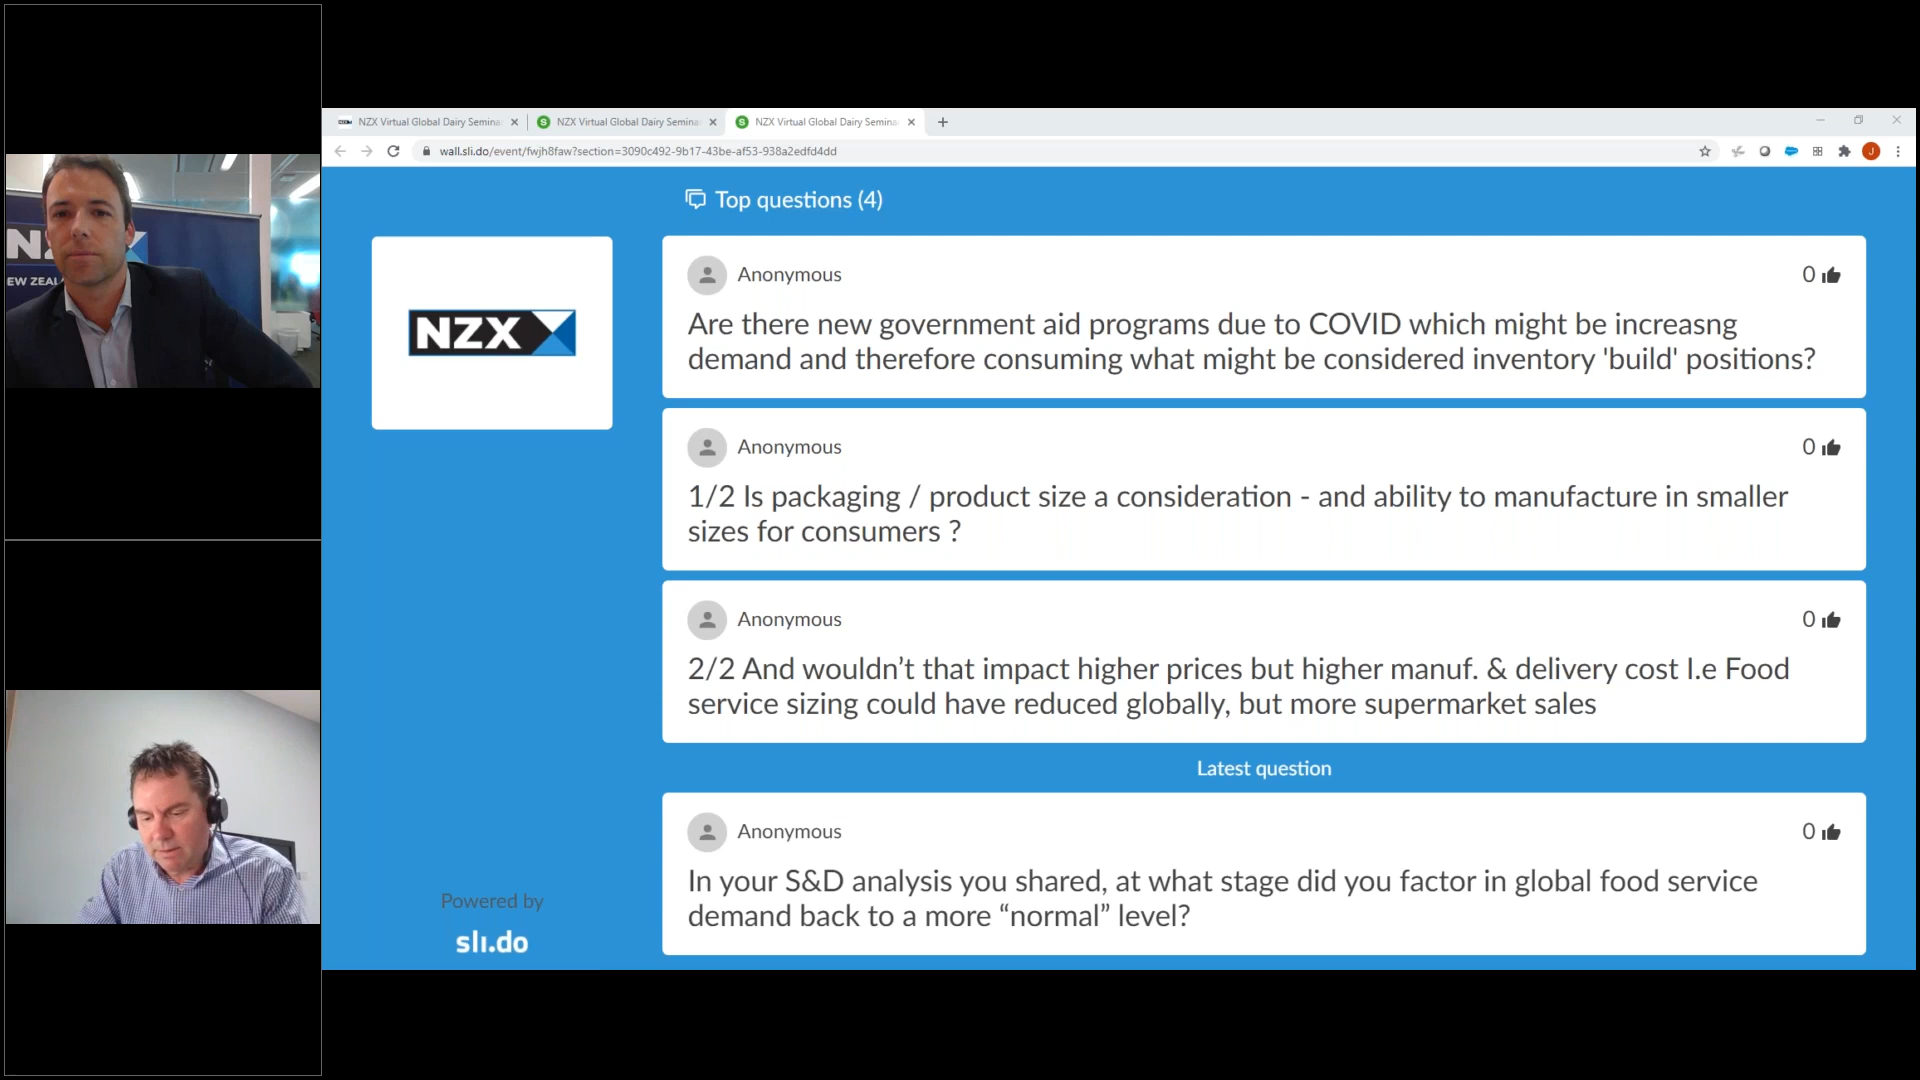 NZX Virtual Global Dairy Semina
NZX Virtual Global Dairy Semina
NZX Virtual Global Dairy Semina
wall.sli.do/event/fwjh8faw?section=3090c492-9b17-43be-af53-938a2edfd4dd
J
Top questions (4)
NZX
Anonymous
0
Are there new government aid programs due to COVID which might be increasng
demand and therefore consuming what might be considered inventory 'build' positions?
Anonymous
0
1/2 Is packaging / product size a consideration - and ability to manufacture in smaller
sizes for consumers ?
Anonymous
0
2/2 And wouldn’t that impact higher prices but higher manuf. & delivery cost I.e Food
service sizing could have reduced globally, but more supermarket sales
Latest question
Anonymous
0
In your S&D analysis you shared, at what stage did you factor in global food service
demand back to a more “normal” level?
Powered by
sli.do
NZ
EW ZEAL